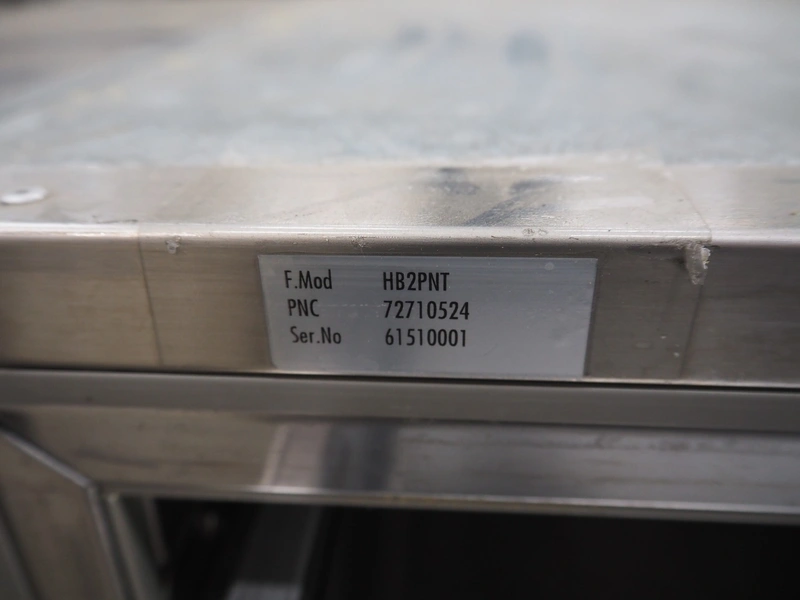 F.Mod HB2PNT
PNC 72710524
Ser.No 61510001